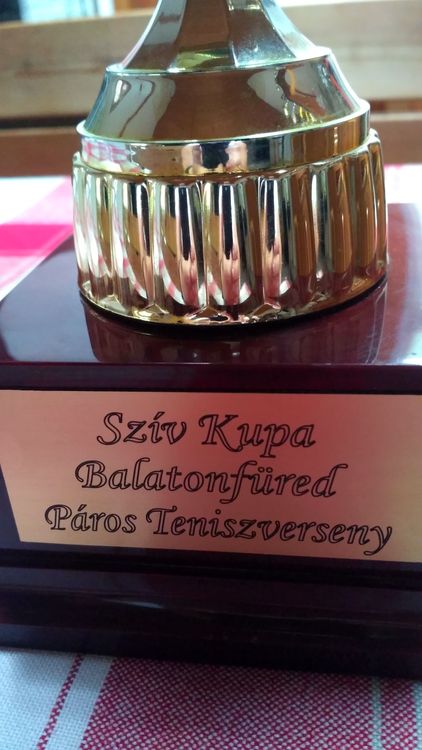 Szív Kupa
Balatonfüred
Páros Teniszverseny